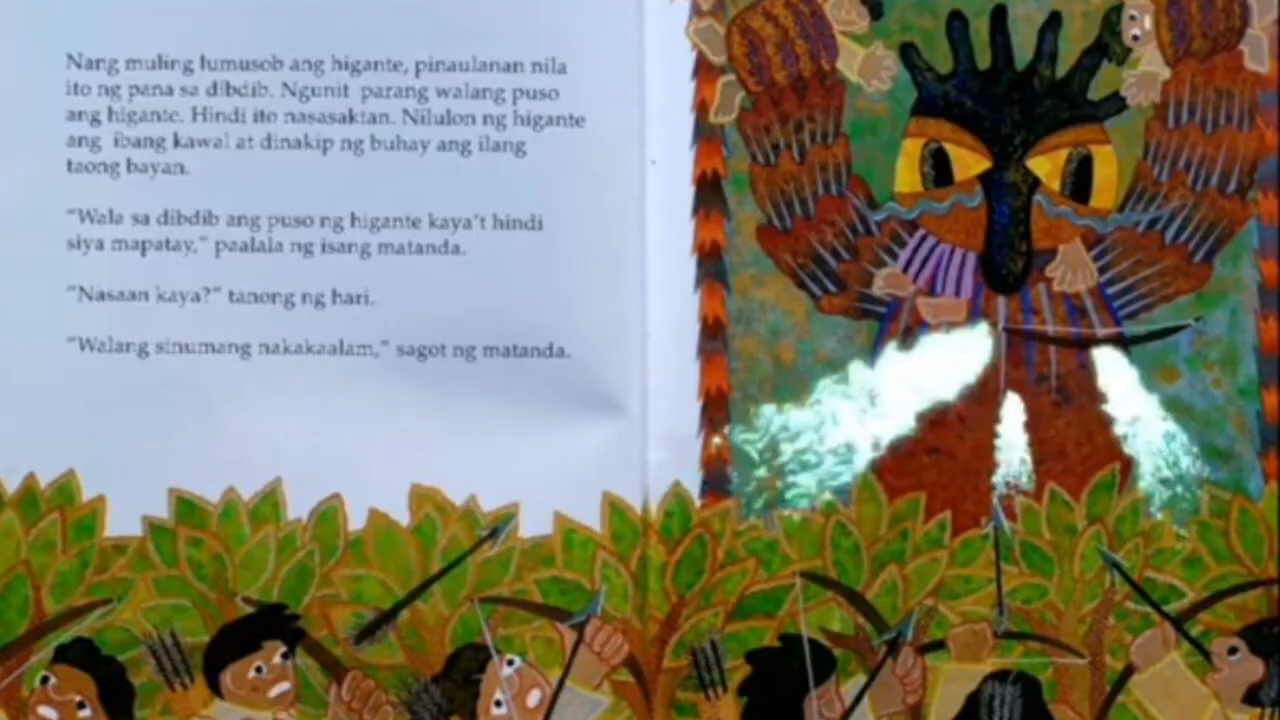 Nang muling lumusob ang higante, pinaulanan nila
ito ng pana sa dibdib. Ngunit parang walang puso
ang higante. Hindi ito nasasaktan. Nilulon ng higante
ang ibang kawal at dinakip ng buhay ang ilang
taong bayan.
"Wala sa dibdib ang puso ng higante kaya't hindi
siya mapatay," paalala ng isang matanda.
"Nasaan kaya?" tanong ng hari.
"Walang sinumang nakakaalam," sagot ng matanda.